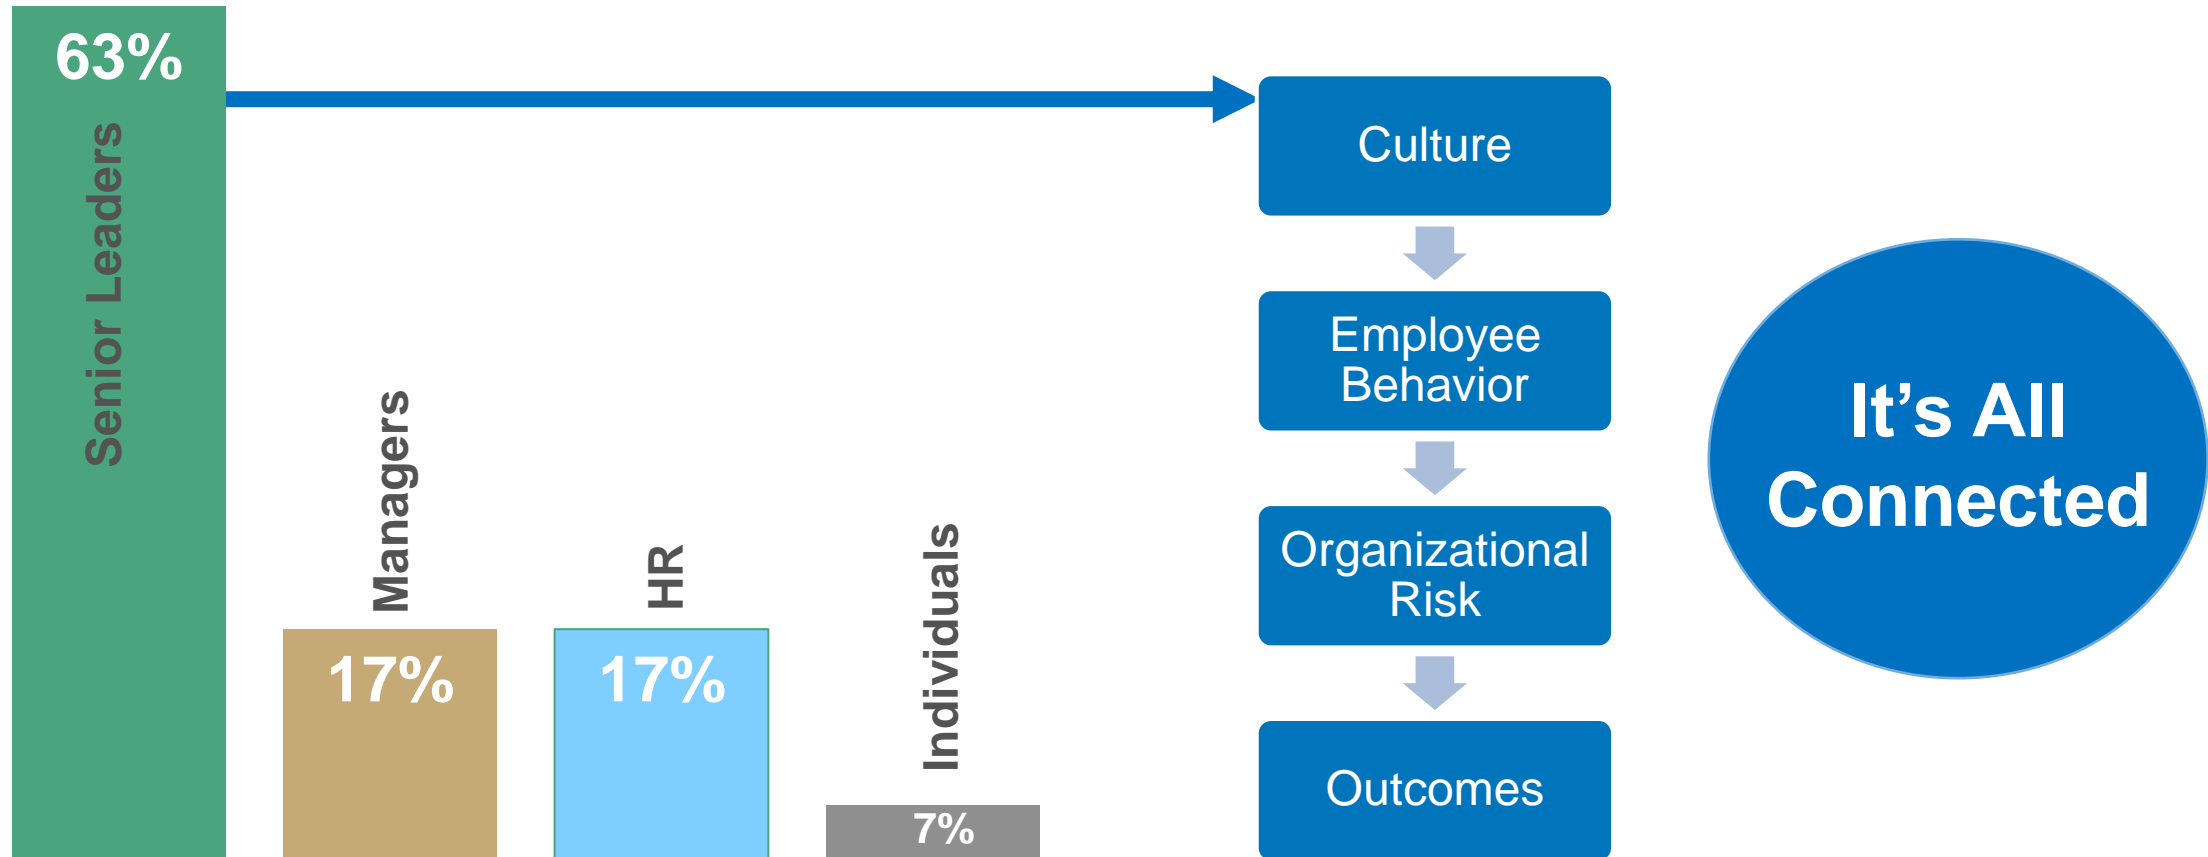 63%
Senior Leaders
Managers
17%
HR
17%
Individuals
7%
Culture
Employee
Behavior
Organizational
Risk
Outcomes
It’s All
Connected